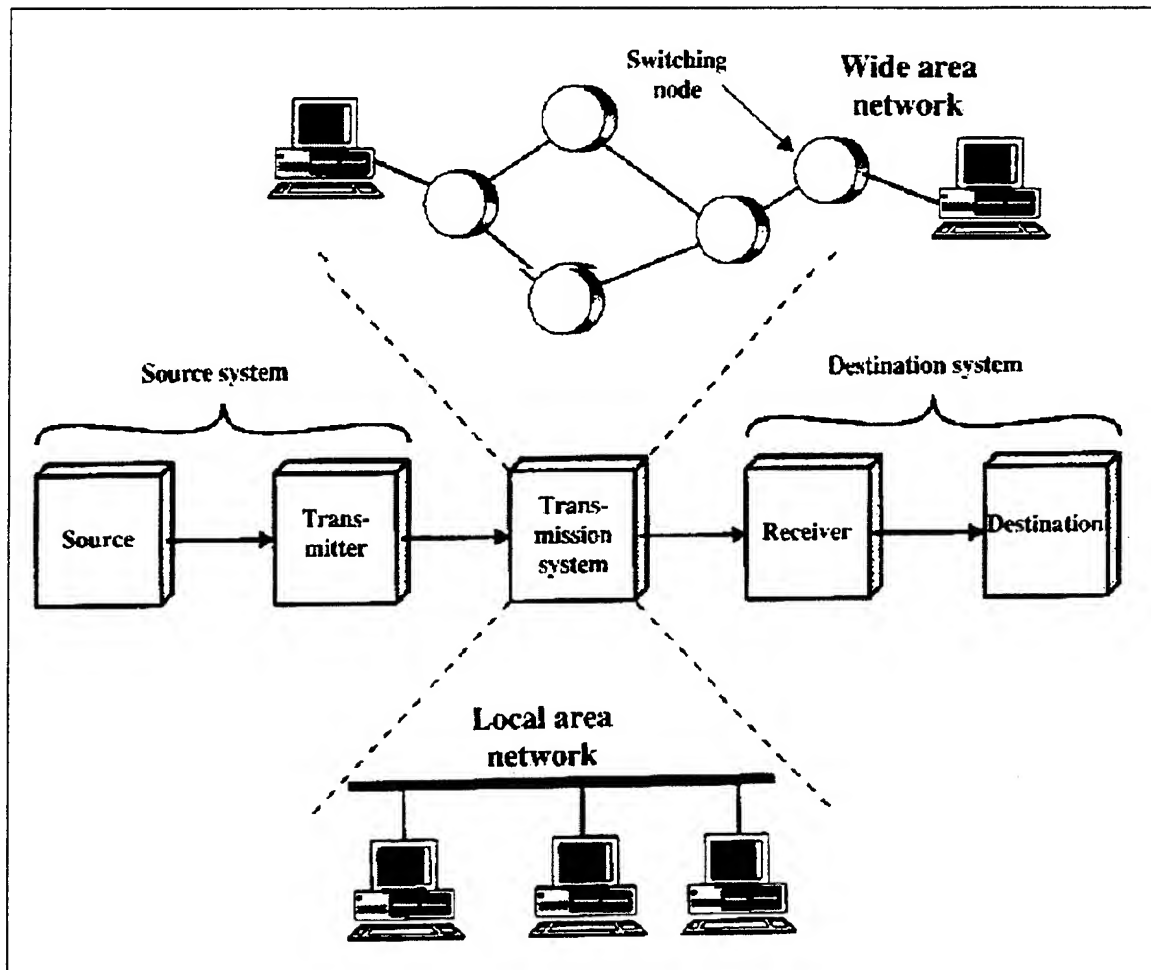 Switching
node
Wide area
network
Source system
Destination system
Source
Trans-
mitter
Trans-
mission
system
Receiver
Destination
Local area
network